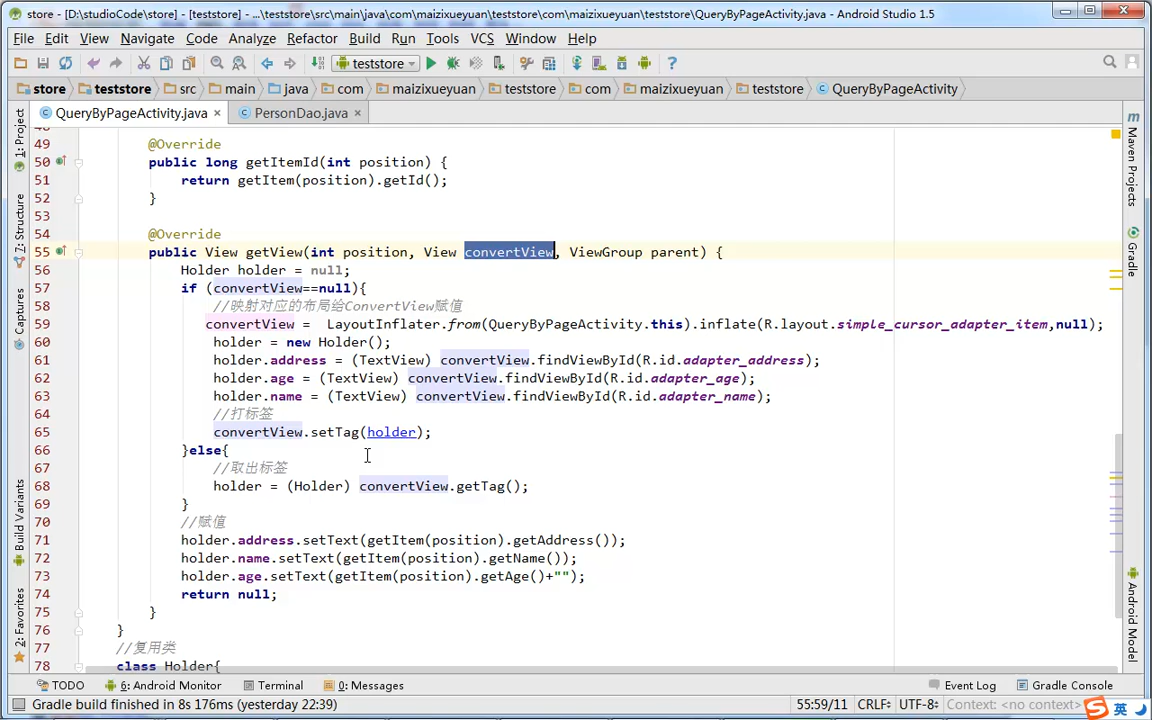 store - [D:\studioCode\store] - [teststore] - ...\teststore\src\main\java\com\maizixueyuan\teststore\com\maizixueyuan\teststore\QueryByPageActivity.java - Android Studio 1.5
File Edit View Navigate Code Analyze Refactor Build Run Tools VCS Window Help
teststore
store teststore src main java com maizixueyuan teststore com maizixueyuan teststore QueryByPageActivity
QueryByPageActivity.java × PersonDao.java ×
49 @Override
50 public long getItemId(int position) {
51 return getItem(position).getId();
52 }
53
54 @Override
55 public View getView(int position, View convertView, ViewGroup parent) {
56 Holder holder = null;
57 if (convertView==null){
58 //映射对应的布局给ConvertView赋值
59 convertView = LayoutInflater.from(QueryByPageActivity.this).inflate(R.layout.simple_cursor_adapter_item,null);
60 holder = new Holder();
61 holder.address = (TextView) convertView.findViewById(R.id.adapter_address);
62 holder.age = (TextView) convertView.findViewById(R.id.adapter_age);
63 holder.name = (TextView) convertView.findViewById(R.id.adapter_name);
64 //打标签
65 convertView.setTag(holder);
66 }else{
67 //取出标签
68 holder = (Holder) convertView.getTag();
69 }
70 //赋值
71 holder.address.setText(getItem(position).getAddress());
72 holder.name.setText(getItem(position).getName());
73 holder.age.setText(getItem(position).getAge()+"");
74 return null;
75 }
76 }
77 //复用类
78 class Holder{
1: Project
7: Structure
Captures
Build Variants
2: Favorites
Maven Projects
Gradle
Android Model
TODO 6: Android Monitor Terminal 0: Messages Event Log Gradle Console
Gradle build finished in 8s 176ms (yesterday 22:39) 55:59/11 CRLF UTF-8 Context: <no context>
英